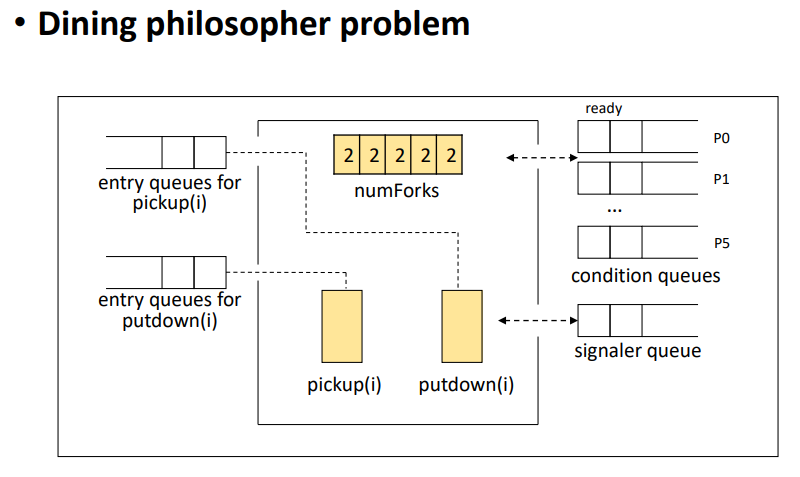 • Dining philosopher problem
ready
P0
2 2 2 2 2
entry queues for
pickup(i)
numForks
P1
...
P5
condition queues
entry queues for
putdown(i)
signaler queue
pickup(i)
putdown(i)